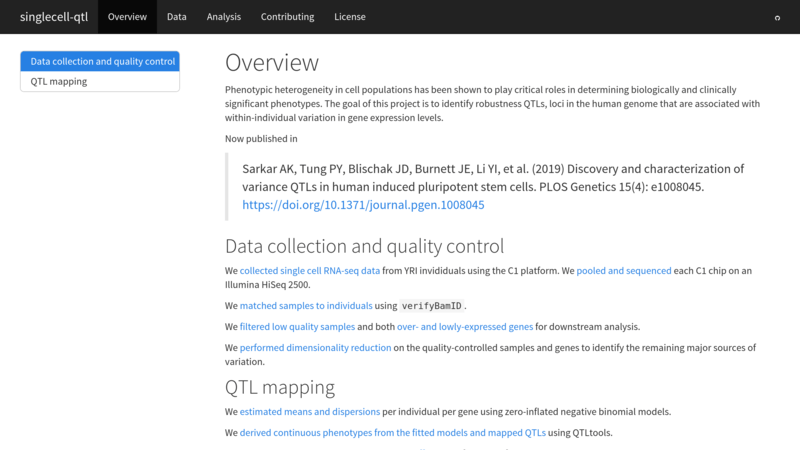 singlecell-qtl Overview Data Analysis Contributing License
Data collection and quality control
QTL mapping
Overview
Phenotypic heterogeneity in cell populations has been shown to play critical roles in determining biologically and clinically
significant phenotypes. The goal of this project is to identify robustness QTLs, loci in the human genome that are associated with
within-individual variation in gene expression levels.
Now published in
Sarkar AK, Tung PY, Blischak JD, Burnett JE, Li YI, et al. (2019) Discovery and characterization of
variance QTLs in human induced pluripotent stem cells. PLOS Genetics 15(4): e1008045.
https://doi.org/10.1371/journal.pgen.1008045
Data collection and quality control
We collected single cell RNA-seq data from YRI invididuals using the C1 platform. We pooled and sequenced each C1 chip on an
Illumina HiSeq 2500.
We matched samples to individuals using verifyBamID.
We filtered low quality samples and both over- and lowly-expressed genes for downstream analysis.
We performed dimensionality reduction on the quality-controlled samples and genes to identify the remaining major sources of
variation.
QTL mapping
We estimated means and dispersions per individual per gene using zero-inflated negative binomial models.
We derived continuous phenotypes from the fitted models and mapped QTLs using QTLtools.